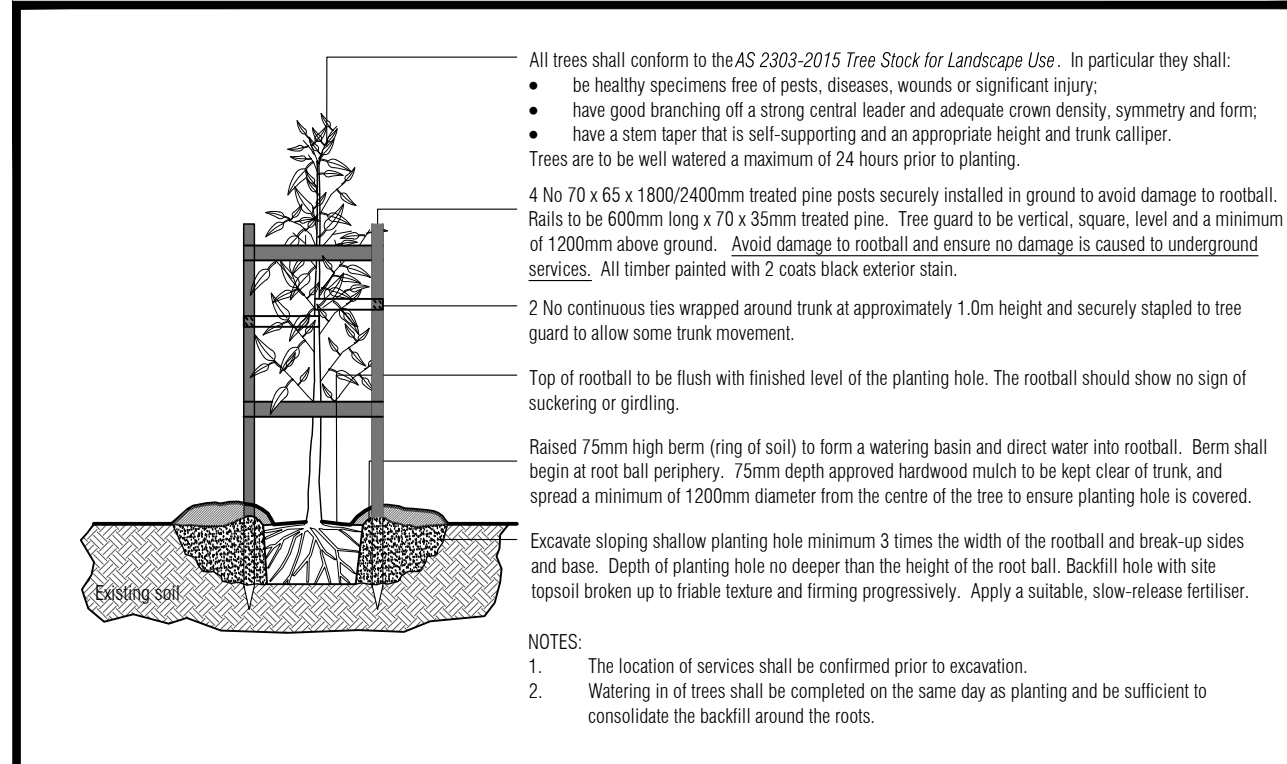 All trees shall conform to the AS 2303-2015 Tree Stock for Landscape Use. In particular they shall:
• be healthy specimens free of pests, diseases, wounds or significant injury;
• have good branching off a strong central leader and adequate crown density, symmetry and form;
• have a stem taper that is self-supporting and an appropriate height and trunk calliper.
Trees are to be well watered a maximum of 24 hours prior to planting.
4 No 70 x 65 x 1800/2400mm treated pine posts securely installed in ground to avoid damage to rootball.
Rails to be 600mm long x 70 x 35mm treated pine. Tree guard to be vertical, square, level and a minimum
of 1200mm above ground. Avoid damage to rootball and ensure no damage is caused to underground
services. All timber painted with 2 coats black exterior stain.
2 No continuous ties wrapped around trunk at approximately 1.0m height and securely stapled to tree
guard to allow some trunk movement.
Top of rootball to be flush with finished level of the planting hole. The rootball should show no sign of
suckering or girdling.
Raised 75mm high berm (ring of soil) to form a watering basin and direct water into rootball. Berm shall
begin at root ball periphery. 75mm depth approved hardwood mulch to be kept clear of trunk, and
spread a minimum of 1200mm diameter from the centre of the tree to ensure planting hole is covered.
Excavate sloping shallow planting hole minimum 3 times the width of the rootball and break-up sides
and base. Depth of planting hole no deeper than the height of the root ball. Backfill hole with site
topsoil broken up to friable texture and firming progressively. Apply a suitable, slow-release fertiliser.
Existing soil
NOTES:
1. The location of services shall be confirmed prior to excavation.
2. Watering in of trees shall be completed on the same day as planting and be sufficient to
consolidate the backfill around the roots.